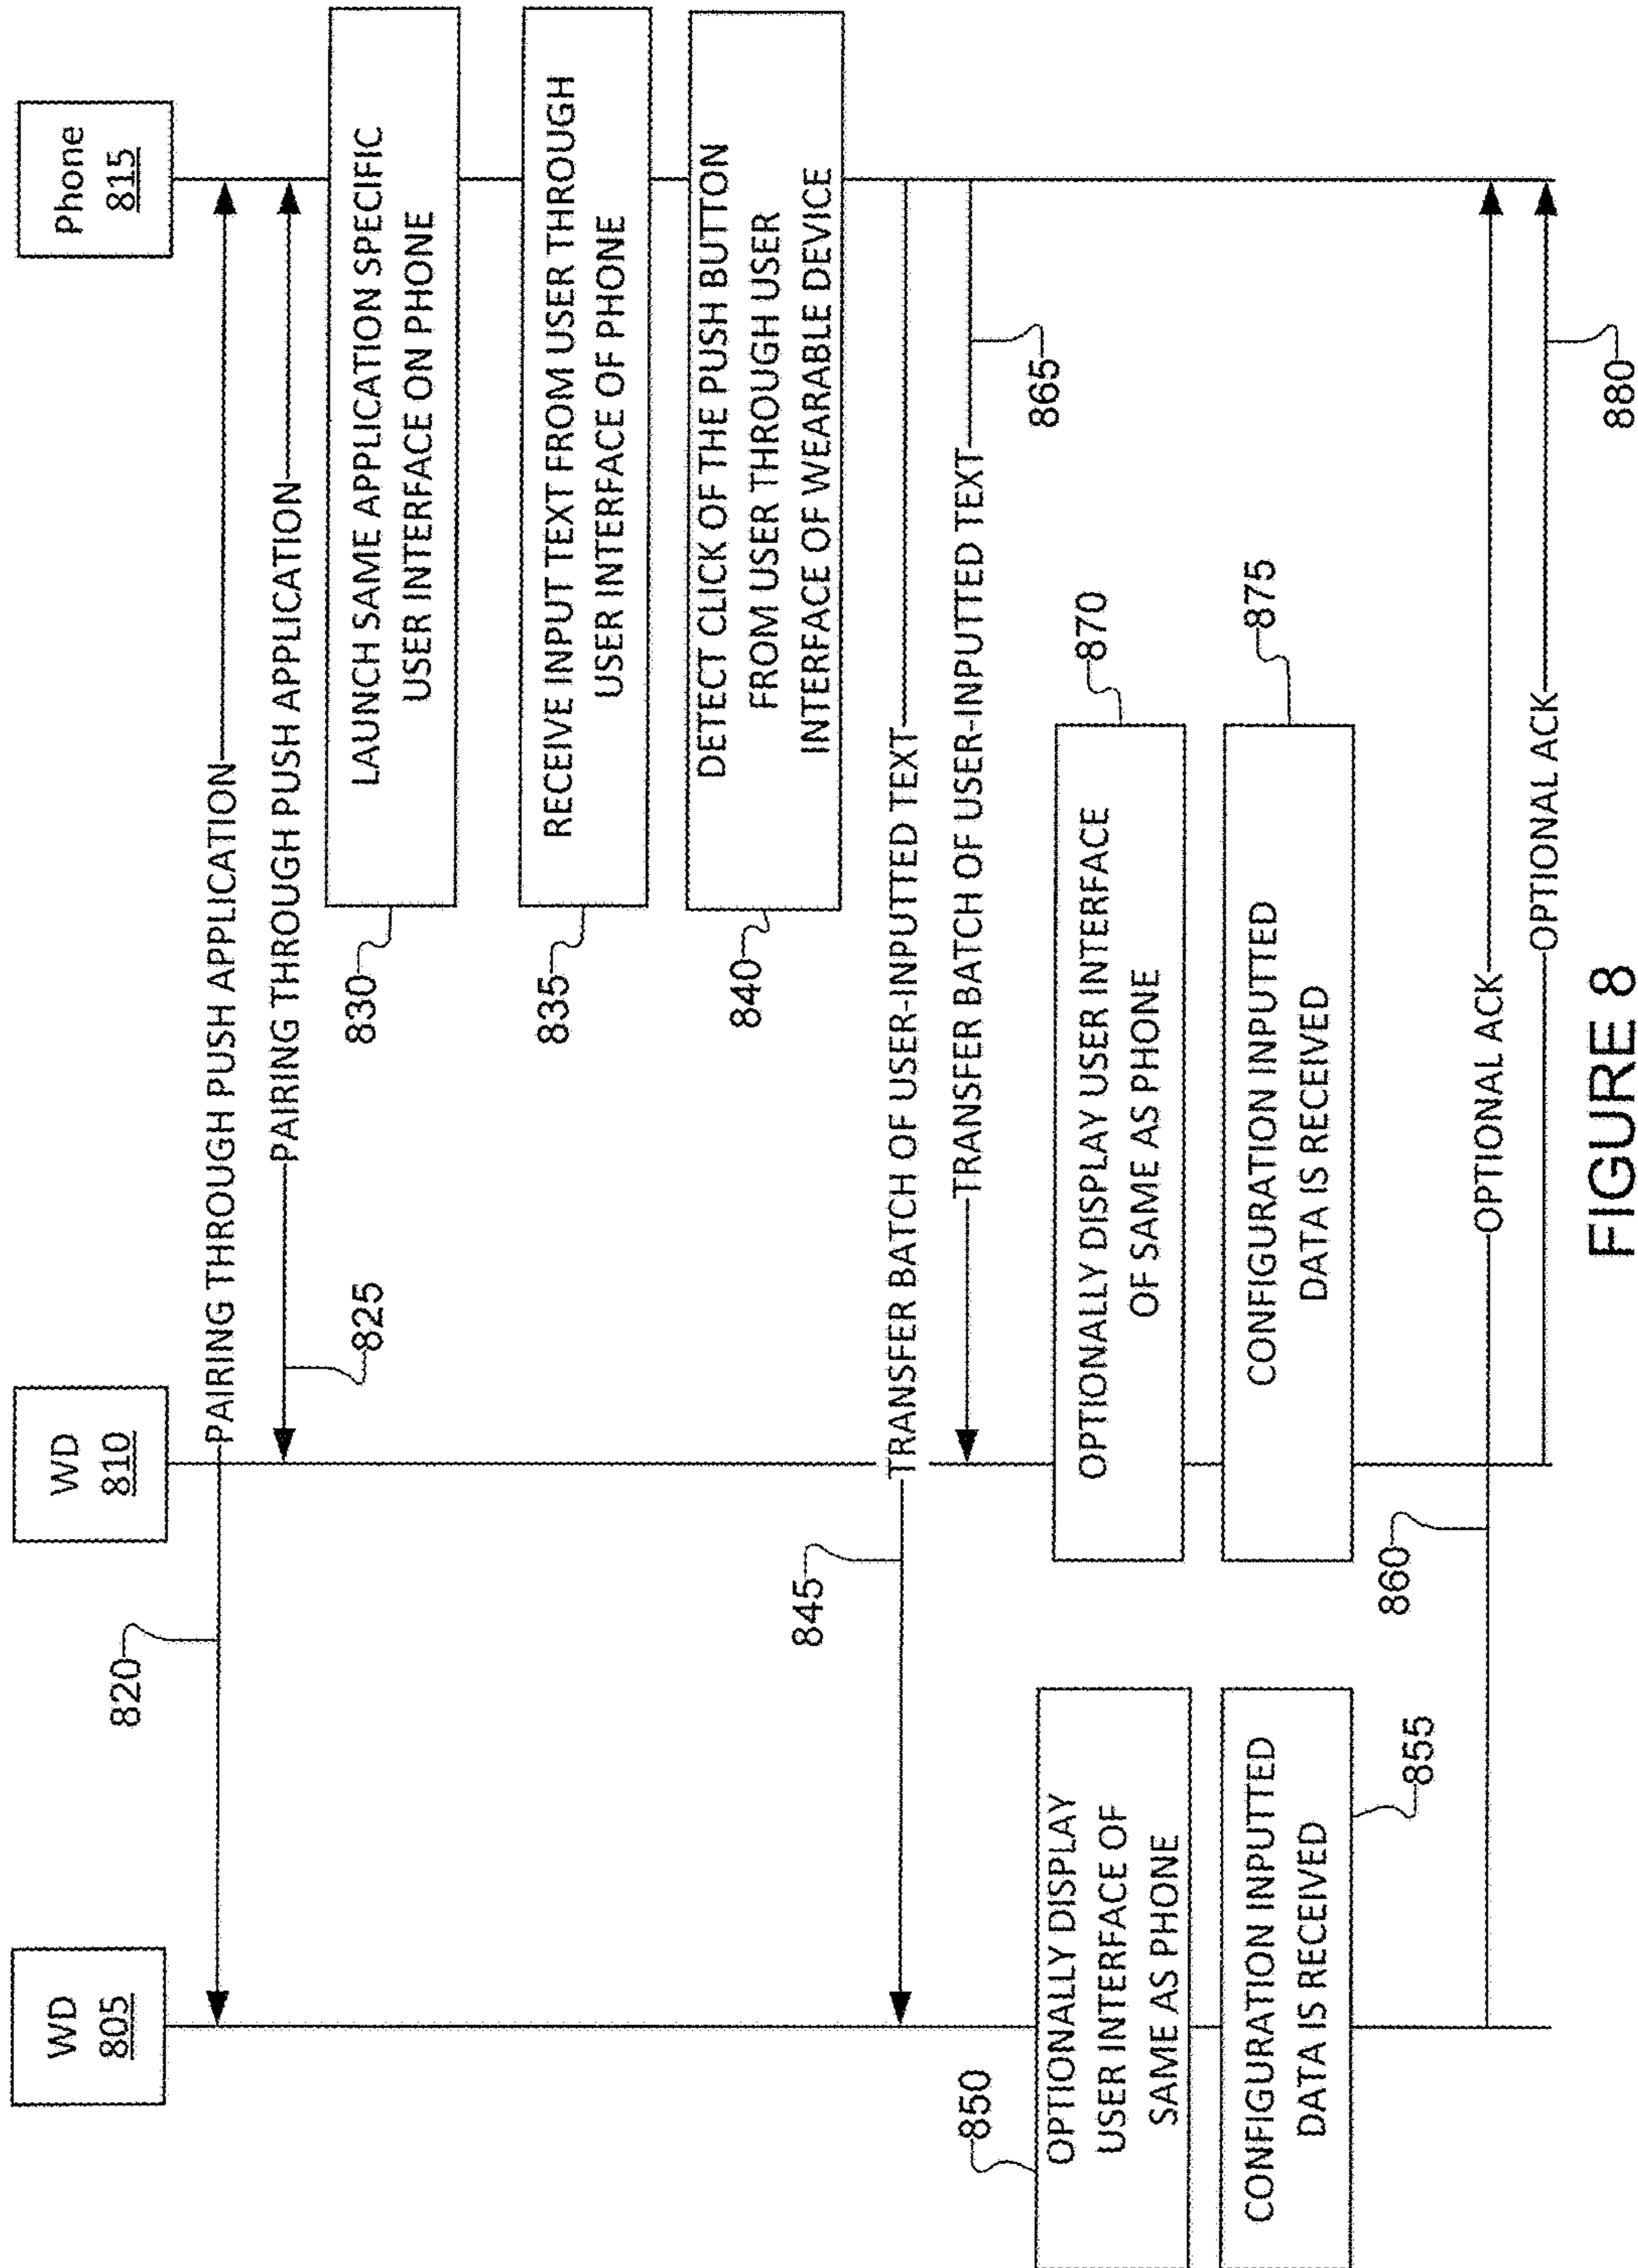 WD
805
WD
810
Phone
815
820
PAIRING THROUGH PUSH APPLICATION
PAIRING THROUGH PUSH APPLICATION
825
830
LAUNCH SAME APPLICATION SPECIFIC
USER INTERFACE ON PHONE
835
RECEIVE INPUT TEXT FROM USER THROUGH
USER INTERFACE OF PHONE
840
DETECT CLICK OF THE PUSH BUTTON
FROM USER THROUGH USER
INTERFACE OF WEARABLE DEVICE
845
TRANSFER BATCH OF USER-INPUTTED TEXT
TRANSFER BATCH OF USER-INPUTTED TEXT
865
850
OPTIONALLY DISPLAY
USER INTERFACE OF
SAME AS PHONE
OPTIONALLY DISPLAY USER INTERFACE
OF SAME AS PHONE
870
CONFIGURATION INPUTTED
DATA IS RECEIVED
855
CONFIGURATION INPUTTED
DATA IS RECEIVED
875
860
OPTIONAL ACK
OPTIONAL ACK
880
FIGURE 8